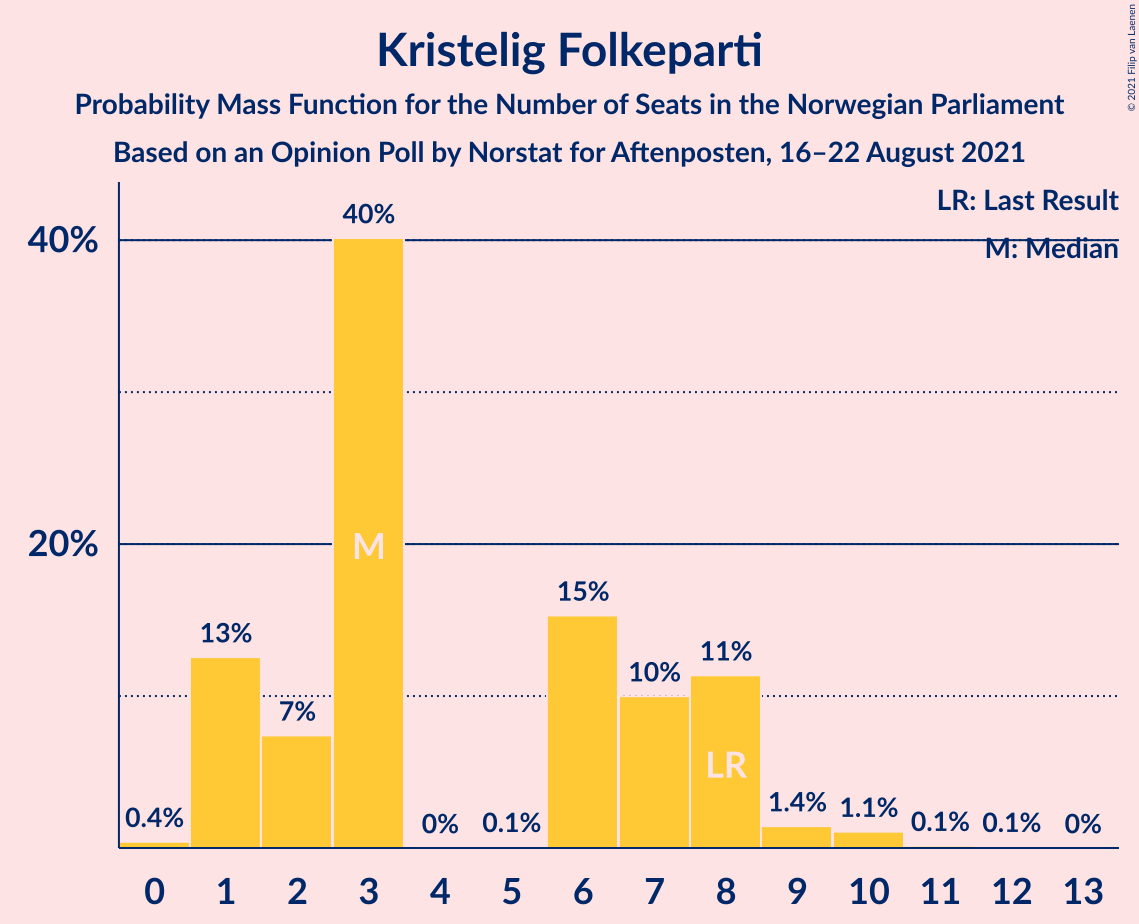 Kristelig Folkeparti
Probability Mass Function for the Number of Seats in the Norwegian Parliament
Based on an Opinion Poll by Norstat for Aftenposten, 16–22 August 2021
© 2021 Filip van Laenen
LR: Last Result
M: Median
40%
20%
0.4%
13%
7%
40%
0%
0.1%
15%
10%
11%
1.4%
1.1%
0.1%
0.1%
0%
M
LR
0 1 2 3 4 5 6 7 8 9 10 11 12 13